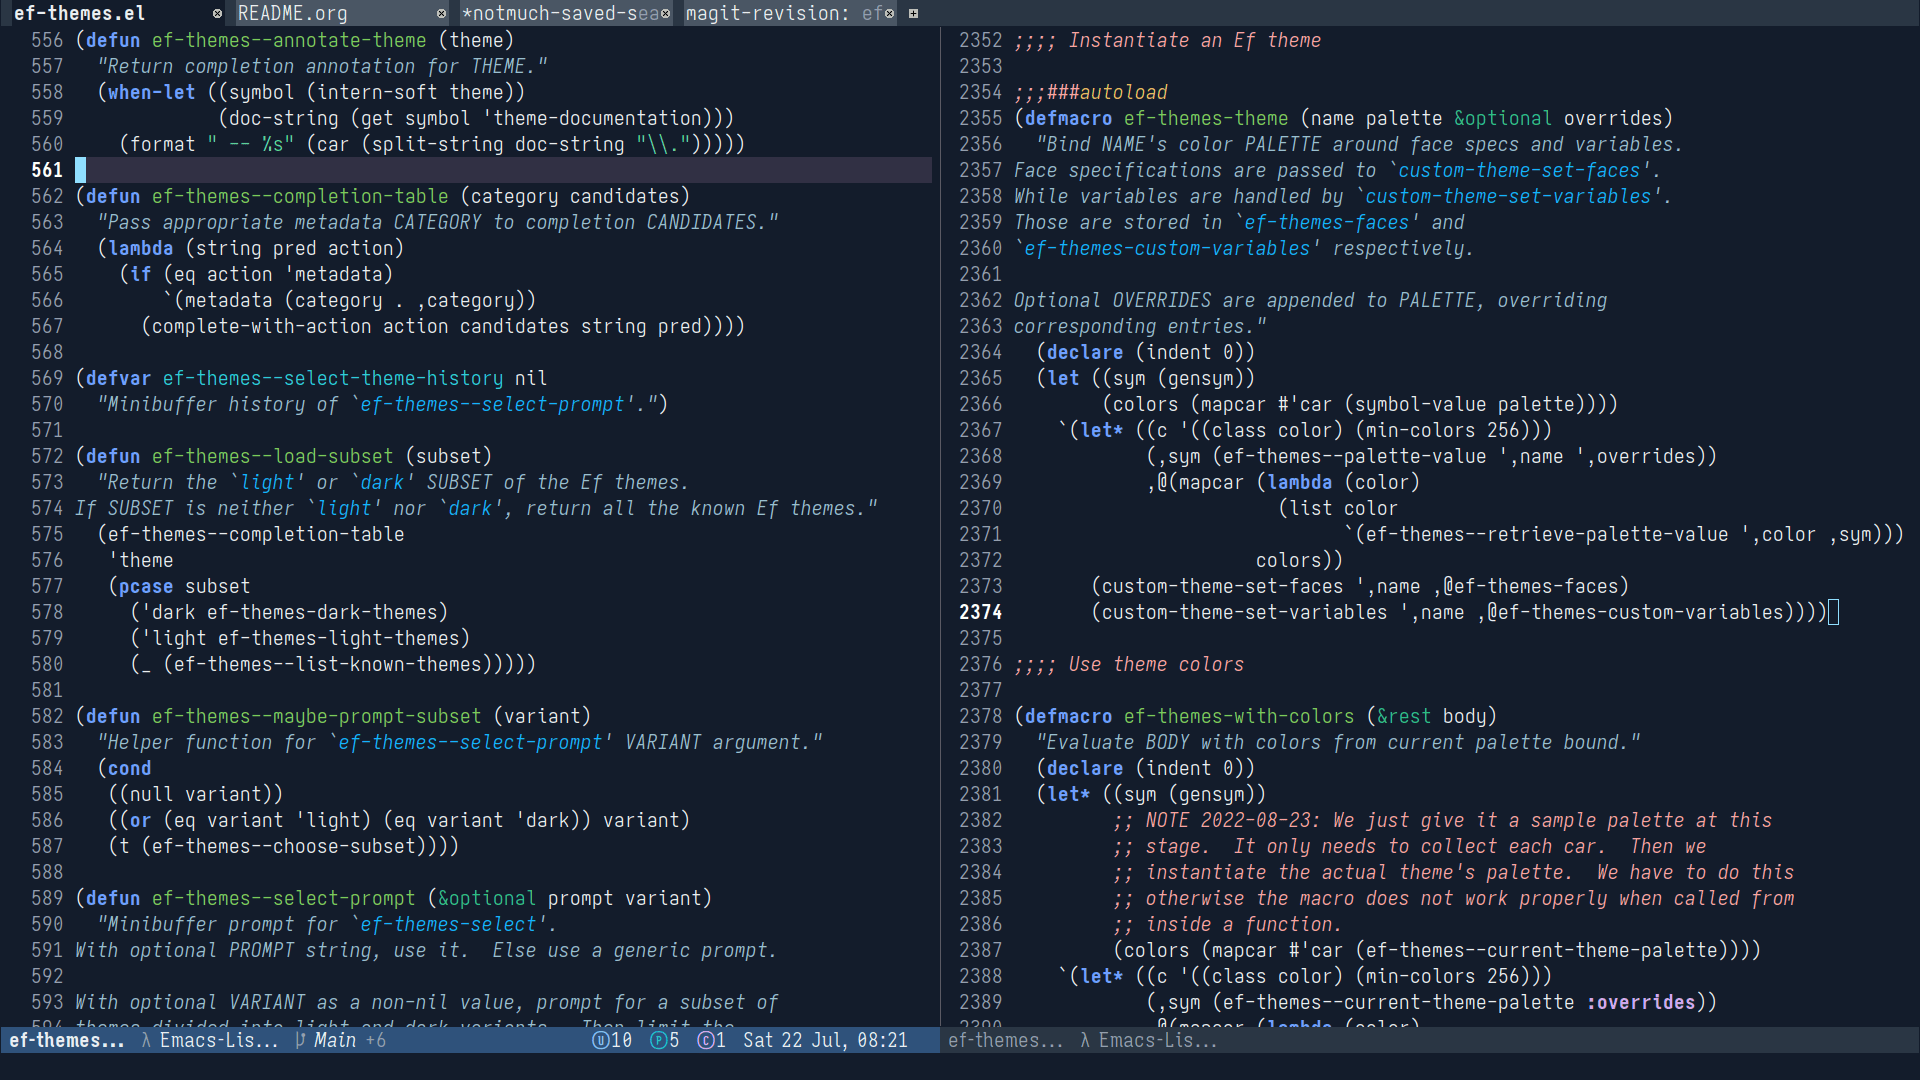 ef-themes.el README.org *notmuch-saved-sea magit-revision: ef
556 (defun ef-themes--annotate-theme (theme)
557   "Return completion annotation for THEME."
558   (when-let ((symbol (intern-soft theme))
559              (doc-string (get symbol 'theme-documentation)))
560     (format " -- %s" (car (split-string doc-string "\\.")))))
561
562 (defun ef-themes--completion-table (category candidates)
563   "Pass appropriate metadata CATEGORY to completion CANDIDATES."
564   (lambda (string pred action)
565     (if (eq action 'metadata)
566         `(metadata (category . ,category))
567       (complete-with-action action candidates string pred))))
568
569 (defvar ef-themes--select-theme-history nil
570   "Minibuffer history of `ef-themes--select-prompt'.")
571
572 (defun ef-themes--load-subset (subset)
573   "Return the `light' or `dark' SUBSET of the Ef themes.
574 If SUBSET is neither `light' nor `dark', return all the known Ef themes."
575   (ef-themes--completion-table
576    'theme
577    (pcase subset
578      ('dark ef-themes-dark-themes)
579      ('light ef-themes-light-themes)
580      (_ (ef-themes--list-known-themes)))))
581
582 (defun ef-themes--maybe-prompt-subset (variant)
583   "Helper function for `ef-themes--select-prompt' VARIANT argument."
584   (cond
585    ((null variant))
586    ((or (eq variant 'light) (eq variant 'dark)) variant)
587    (t (ef-themes--choose-subset))))
588
589 (defun ef-themes--select-prompt (&optional prompt variant)
590   "Minibuffer prompt for `ef-themes-select'.
591 With optional PROMPT string, use it.  Else use a generic prompt.
592
593 With optional VARIANT as a non-nil value, prompt for a subset of
594 themes divided into light and dark variants.  Then limit the
ef-themes... λ Emacs-Lis... Main +6 U10 P5 C1 Sat 22 Jul, 08:21
2352 ;;;; Instantiate an Ef theme
2353
2354 ;;;###autoload
2355 (defmacro ef-themes-theme (name palette &optional overrides)
2356   "Bind NAME's color PALETTE around face specs and variables.
2357 Face specifications are passed to `custom-theme-set-faces'.
2358 While variables are handled by `custom-theme-set-variables'.
2359 Those are stored in `ef-themes-faces' and
2360 `ef-themes-custom-variables' respectively.
2361
2362 Optional OVERRIDES are appended to PALETTE, overriding
2363 corresponding entries."
2364   (declare (indent 0))
2365   (let ((sym (gensym))
2366         (colors (mapcar #'car (symbol-value palette))))
2367     `(let* ((c '((class color) (min-colors 256)))
2368             (,sym (ef-themes--palette-value ',name ',overrides))
2369             ,@(mapcar (lambda (color)
2370                         (list color
2371                               `(ef-themes--retrieve-palette-value ',color ,sym)))
2372                       colors))
2373        (custom-theme-set-faces ',name ,@ef-themes-faces)
2374        (custom-theme-set-variables ',name ,@ef-themes-custom-variables))))
2375
2376 ;;;; Use theme colors
2377
2378 (defmacro ef-themes-with-colors (&rest body)
2379   "Evaluate BODY with colors from current palette bound."
2380   (declare (indent 0))
2381   (let* ((sym (gensym))
2382          ;; NOTE 2022-08-23: We just give it a sample palette at this
2383          ;; stage.  It only needs to collect each car.  Then we
2384          ;; instantiate the actual theme's palette.  We have to do this
2385          ;; otherwise the macro does not work properly when called from
2386          ;; inside a function.
2387          (colors (mapcar #'car (ef-themes--current-theme-palette))))
2388     `(let* ((c '((class color) (min-colors 256)))
2389             (,sym (ef-themes--current-theme-palette :overrides))
2390             ,@(mapcar (lambda (color)
ef-themes... λ Emacs-Lis...